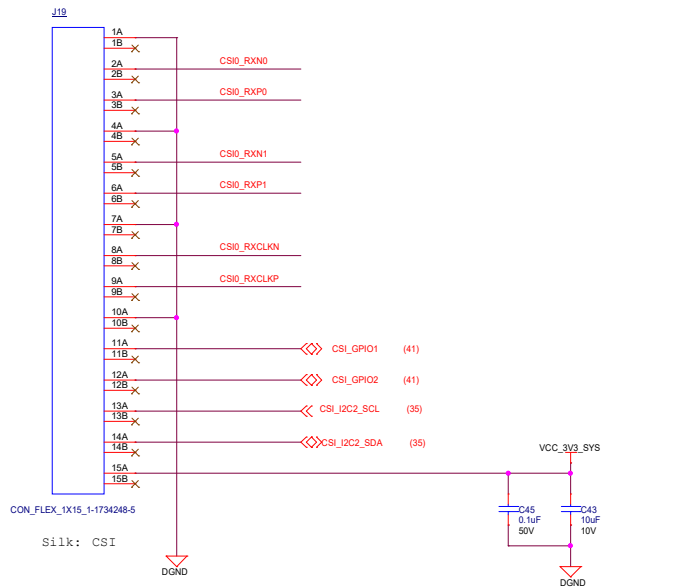 J19
1A
1B
2A CSI0_RXN0
2B
3A CSI0_RXP0
3B
4A
4B
5A CSI0_RXN1
5B
6A CSI0_RXP1
6B
7A
7B
8A CSI0_RXCLKN
8B
9A CSI0_RXCLKP
9B
10A
10B
11A CSI_GPIO1 (41)
11B
12A CSI_GPIO2 (41)
12B
13A CSI_I2C2_SCL (35)
13B
14A CSI_I2C2_SDA (35)
14B
VCC_3V3_SYS
15A
15B
CON_FLEX_1X15_1-1734248-5
C45
0.1uF
50V
C43
10uF
10V
Silk: CSI
DGND
DGND